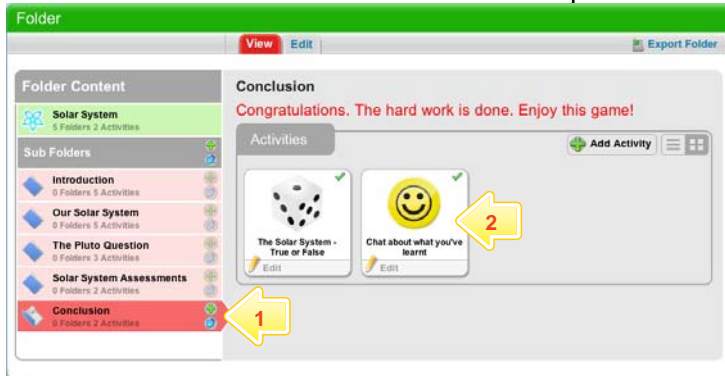 Folder
View Edit
Export Folder
Folder Content
Solar System
5 Folders 2 Activities
Sub Folders
Introduction
0 Folders 5 Activities
Our Solar System
0 Folders 5 Activities
The Pluto Question
0 Folders 3 Activities
Solar System Assessments
0 Folders 2 Activities
Conclusion
0 Folders 2 Activities
1
Conclusion
Congratulations. The hard work is done. Enjoy this game!
Activities
Add Activity
The Solar System -
True or False
Edit
Chat about what you've
learnt
Edit
2